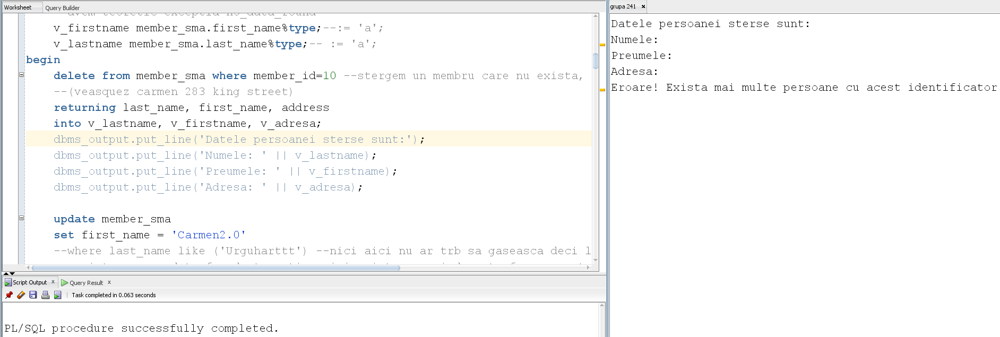 Worksheet Query Builder
v_firstname member_sma.first_name%type;--:= 'a';
v_lastname member_sma.last_name%type;-- := 'a';
begin
delete from member_sma where member_id=10 --stergem un membru care nu exista,
--(veasquez carmen 283 king street)
returning last_name, first_name, address
into v_lastname, v_firstname, v_adresa;
dbms_output.put_line('Datele persoanei sterse sunt:');
dbms_output.put_line('Numele: ' || v_lastname);
dbms_output.put_line('Preumele: ' || v_firstname);
dbms_output.put_line('Adresa: ' || v_adresa);
update member_sma
set first_name = 'Carmen2.0'
--where last_name like ('Urguharttt') --nici aici nu ar trb sa gaseasca deci l
Script Output x Query Result x
Task completed in 0.063 seconds
PL/SQL procedure successfully completed.
grupa 241 x
Datele persoanei sterse sunt:
Numele:
Preumele:
Adresa:
Eroare! Exista mai multe persoane cu acest identificator